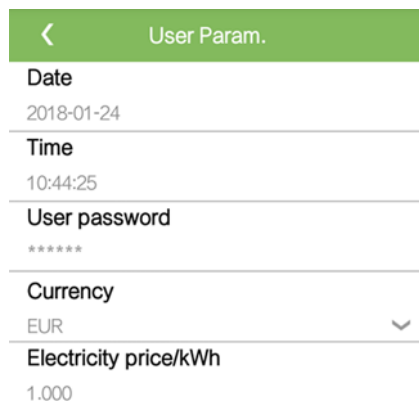 User Param.
Date
2018-01-24
Time
10:44:25
User password
******
Currency
EUR
Electricity price/kWh
1.000